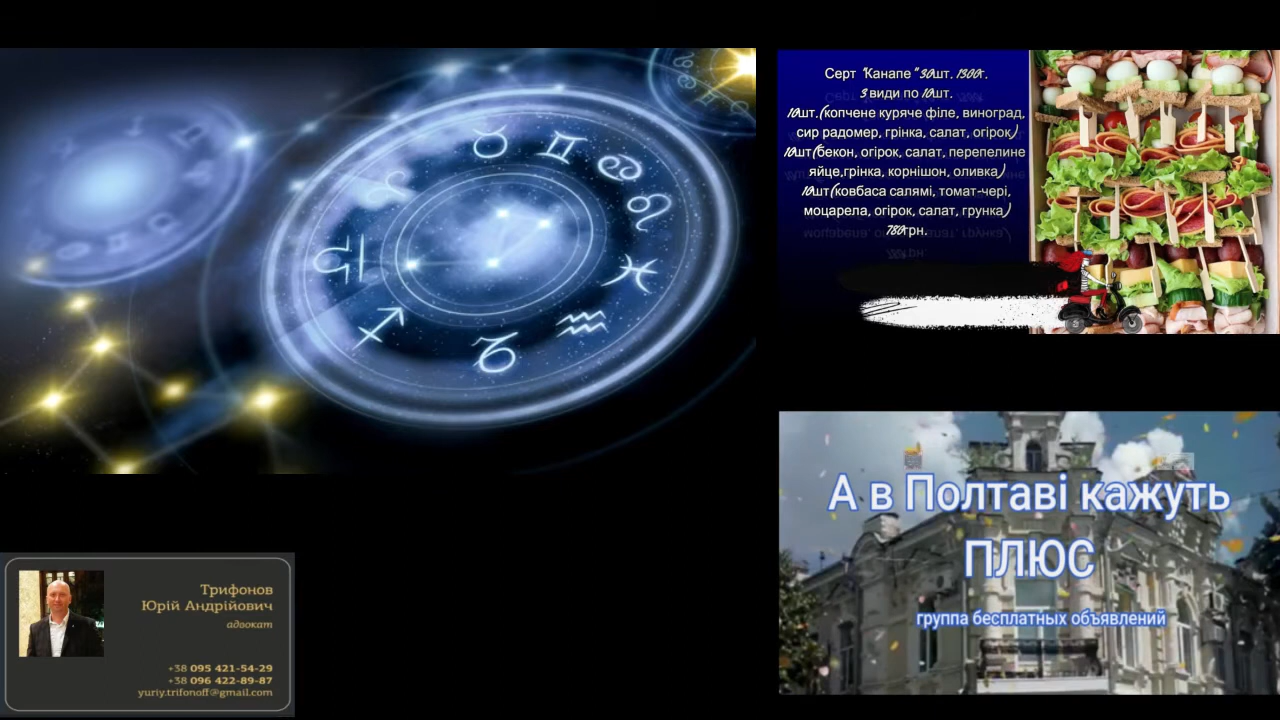 Серт "Канапе" 30шт. 1300г.
3 види по 10шт.
10шт.(копчене куряче філе, виноград,
сир радомер, грінка, салат, огірок)
10шт(бекон, огірок, салат, перепелине
яйце,грінка, корнішон, оливка)
10шт(ковбаса салямі, томат-чері,
моцарела, огірок, салат, грунка)
780грн.
А в Полтаві кажуть
ПЛЮС
группа бесплатных объявлений
Трифонов
Юрій Андрійович
адвокат
+38 095 421-54-29
+38 096 422-89-87
yuriy.trifonoff@gmail.com